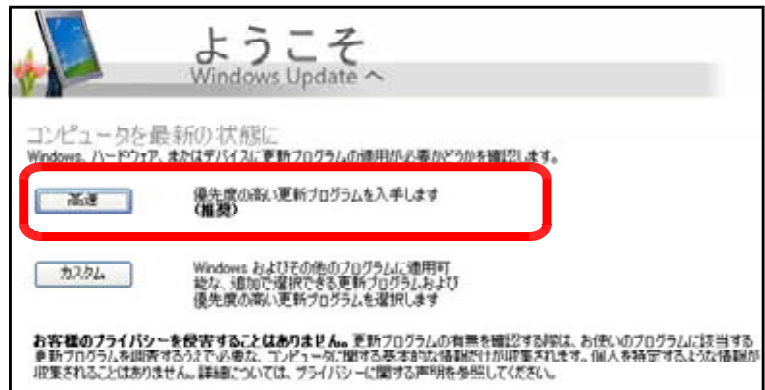 ようこそ
Windows Update へ
コンピュータを最新の状態に
Windows、ハードウェア、またはデバイスに更新プログラムの適用が必要かどうかを確認します。
高速
優先度の高い更新プログラムを入手します
(推奨)
カスタム
Windows およびその他のプログラムに適用可
能な、追加で選択できる更新プログラムおよび
優先度の高い更新プログラムを選択します
お客様のプライバシーを侵害することはありません。更新プログラムの有無を確認する際は、お使いのプログラムに該当する
更新プログラムを調査するうえで必要な、コンピュータに関する基本的な情報だけが収集されます。個人を特定するような情報が
収集されることはありません。詳細については、プライバシーに関する声明を参照してください。